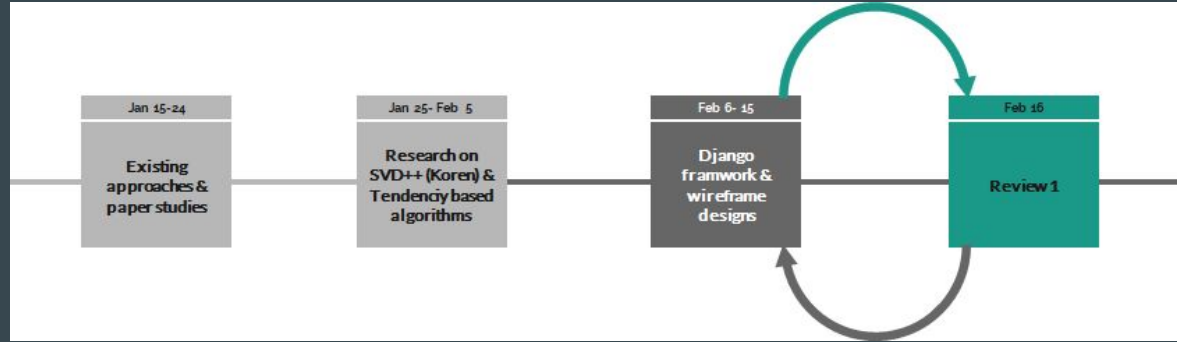 Jan 15-24
Existing
approaches &
paper studies
Jan 25- Feb 5
Research on
SVD++ (Koren) &
Tendenciy based
algorithms
Feb 6- 15
Django
framwork &
wireframe
designs
Feb 16
Review 1